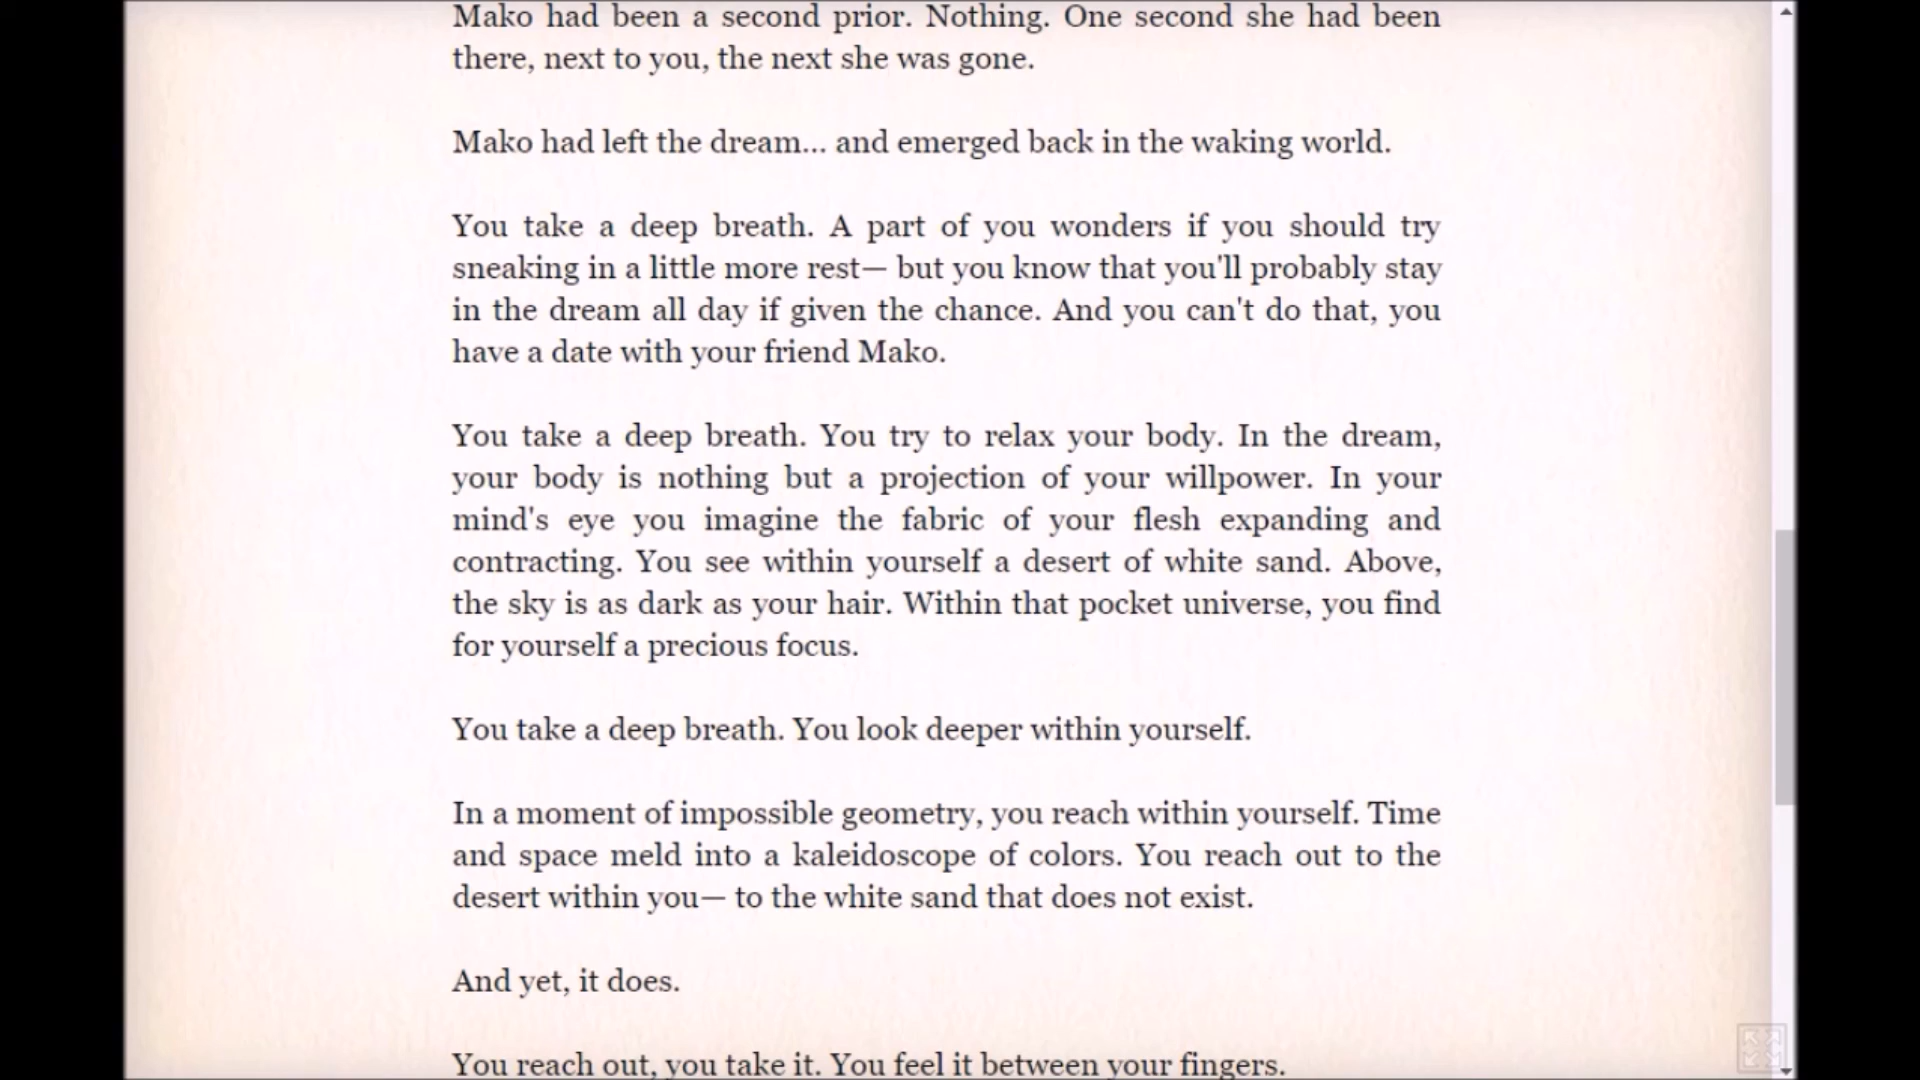 Mako had been a second prior. Nothing. One second she had been
there, next to you, the next she was gone.
Mako had left the dream... and emerged back in the waking world.
You take a deep breath. A part of you wonders if you should try
sneaking in a little more rest— but you know that you'll probably stay
in the dream all day if given the chance. And you can't do that, you
have a date with your friend Mako.
You take a deep breath. You try to relax your body. In the dream,
your body is nothing but a projection of your willpower. In your
mind's eye you imagine the fabric of your flesh expanding and
contracting. You see within yourself a desert of white sand. Above,
the sky is as dark as your hair. Within that pocket universe, you find
for yourself a precious focus.
You take a deep breath. You look deeper within yourself.
In a moment of impossible geometry, you reach within yourself. Time
and space meld into a kaleidoscope of colors. You reach out to the
desert within you— to the white sand that does not exist.
And yet, it does.
You reach out, you take it. You feel it between your fingers.